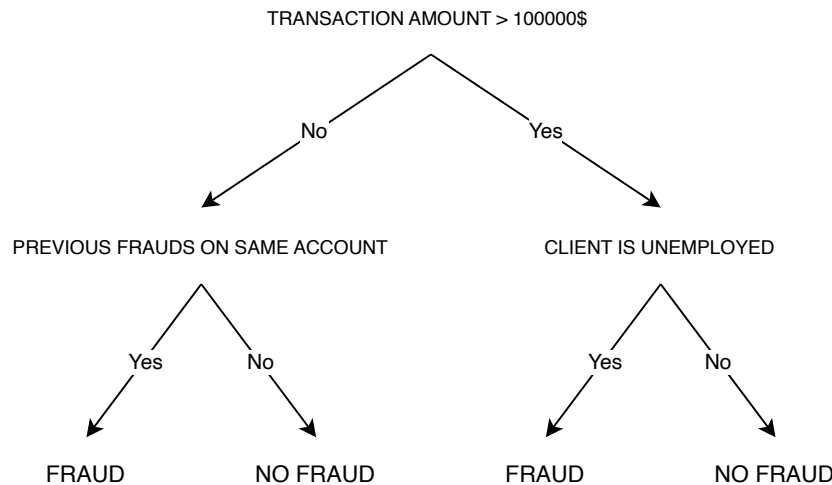 TRANSACTION AMOUNT > 100000$
No
Yes
PREVIOUS FRAUDS ON SAME ACCOUNT
CLIENT IS UNEMPLOYED
Yes
No
Yes
No
FRAUD
NO FRAUD
FRAUD
NO FRAUD